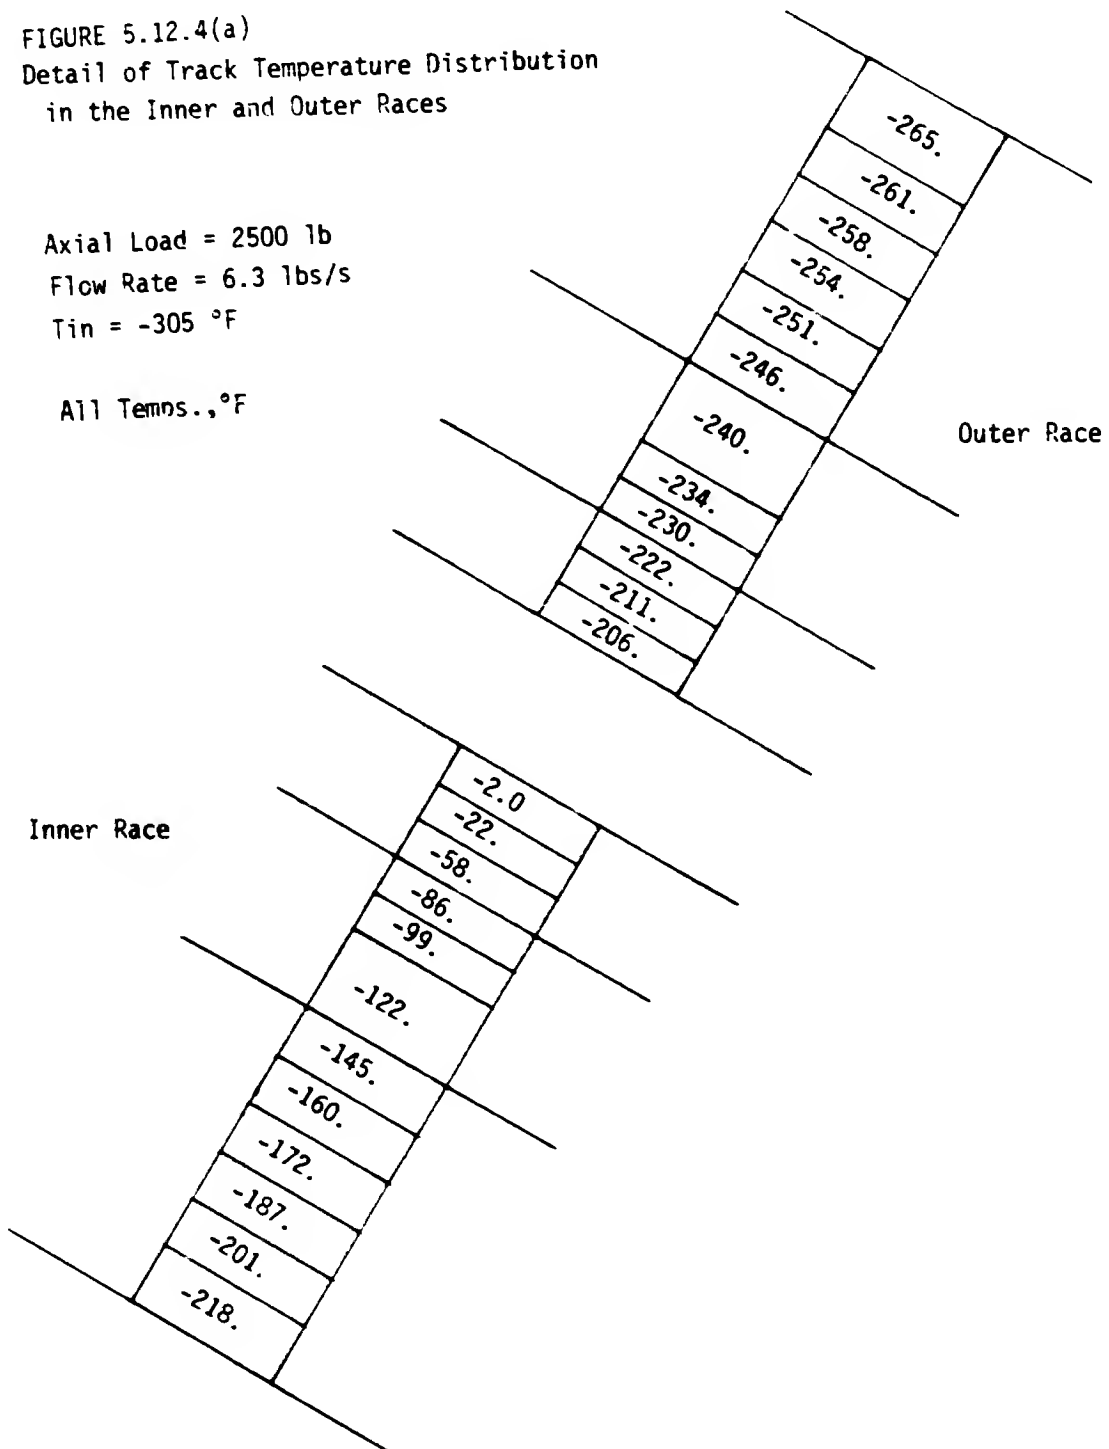 FIGURE 5.12.4(a)
Detail of Track Temperature Distribution
in the Inner and Outer Races
Axial Load = 2500 lb
Flow Rate = 6.3 lbs/s
Tin = -305 °F
All Temps.,°F
-265.
-261.
-258.
-254.
-251.
-246.
-240.
-234.
-230.
-222.
-211.
-206.
Outer Race
Inner Race
-2.0
-22.
-58.
-86.
-99.
-122.
-145.
-160.
-172.
-187.
-201.
-218.